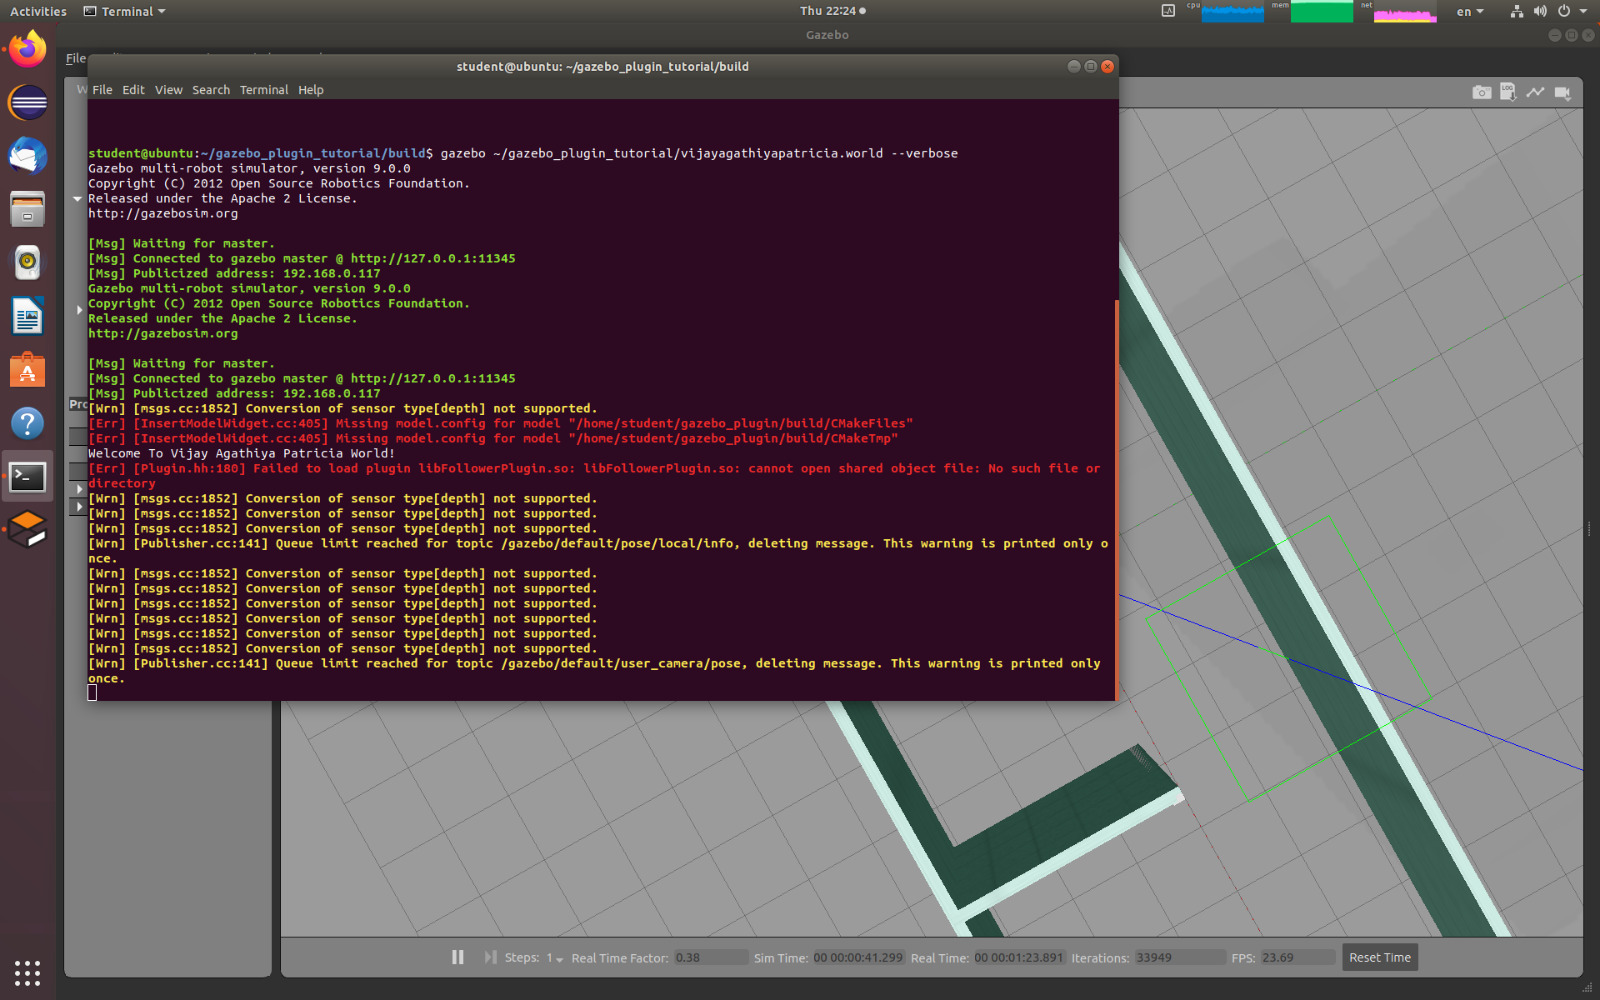 Activities
Terminal
Thu 22:24
cpu
mem
net
en
Gazebo
File
student@ubuntu: ~/gazebo_plugin_tutorial/build
W
File Edit View Search Terminal Help
student@ubuntu:~/gazebo_plugin_tutorial/build$ gazebo ~/gazebo_plugin_tutorial/vijayagathiyapatricia.world --verbose
Gazebo multi-robot simulator, version 9.0.0
Copyright (C) 2012 Open Source Robotics Foundation.
Released under the Apache 2 License.
http://gazebosim.org
[Msg] Waiting for master.
[Msg] Connected to gazebo master @ http://127.0.0.1:11345
[Msg] Publicized address: 192.168.0.117
Gazebo multi-robot simulator, version 9.0.0
Copyright (C) 2012 Open Source Robotics Foundation.
Released under the Apache 2 License.
http://gazebosim.org
[Msg] Waiting for master.
[Msg] Connected to gazebo master @ http://127.0.0.1:11345
[Msg] Publicized address: 192.168.0.117
Pro
[Wrn] [msgs.cc:1852] Conversion of sensor type[depth] not supported.
[Err] [InsertModelWidget.cc:405] Missing model.config for model "/home/student/gazebo_plugin/build/CMakeFiles"
[Err] [InsertModelWidget.cc:405] Missing model.config for model "/home/student/gazebo_plugin/build/CMakeTmp"
Welcome To Vijay Agathiya Patricia World!
[Err] [Plugin.hh:180] Failed to load plugin libFollowerPlugin.so: libFollowerPlugin.so: cannot open shared object file: No such file or
directory
[Wrn] [msgs.cc:1852] Conversion of sensor type[depth] not supported.
[Wrn] [msgs.cc:1852] Conversion of sensor type[depth] not supported.
[Wrn] [msgs.cc:1852] Conversion of sensor type[depth] not supported.
[Wrn] [Publisher.cc:141] Queue limit reached for topic /gazebo/default/pose/local/info, deleting message. This warning is printed only o
nce.
[Wrn] [msgs.cc:1852] Conversion of sensor type[depth] not supported.
[Wrn] [msgs.cc:1852] Conversion of sensor type[depth] not supported.
[Wrn] [msgs.cc:1852] Conversion of sensor type[depth] not supported.
[Wrn] [msgs.cc:1852] Conversion of sensor type[depth] not supported.
[Wrn] [msgs.cc:1852] Conversion of sensor type[depth] not supported.
[Wrn] [msgs.cc:1852] Conversion of sensor type[depth] not supported.
[Wrn] [Publisher.cc:141] Queue limit reached for topic /gazebo/default/user_camera/pose, deleting message. This warning is printed only
once.
Steps: 1 Real Time Factor: 0.38 Sim Time: 00 00:00:41.299 Real Time: 00 00:01:23.891 Iterations: 33949 FPS: 23.69 Reset Time